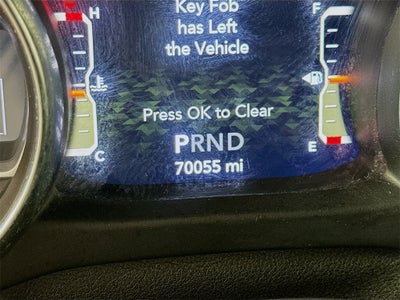 H
Key Fob
F
has Left
the Vehicle
Press OK to Clear
PRND
C
70055 mi
E